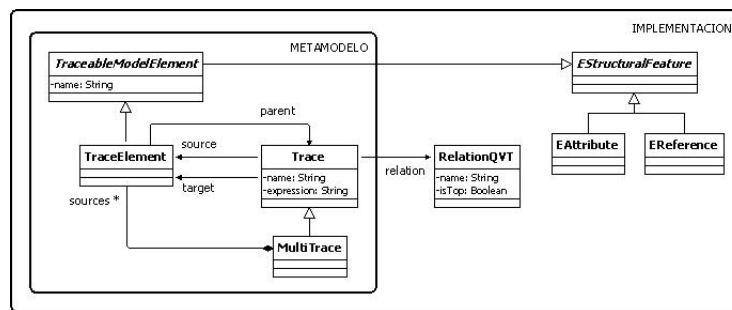 IMPLEMENTACION
METAMODELO
TraceableModelElement
-name: String
EStructuralFeature
parent
EAttribute
EReference
TraceElement
source
target
Trace
-name: String
-expression: String
relation
RelationQVT
-name: String
-isTop: Boolean
sources *
MultiTrace